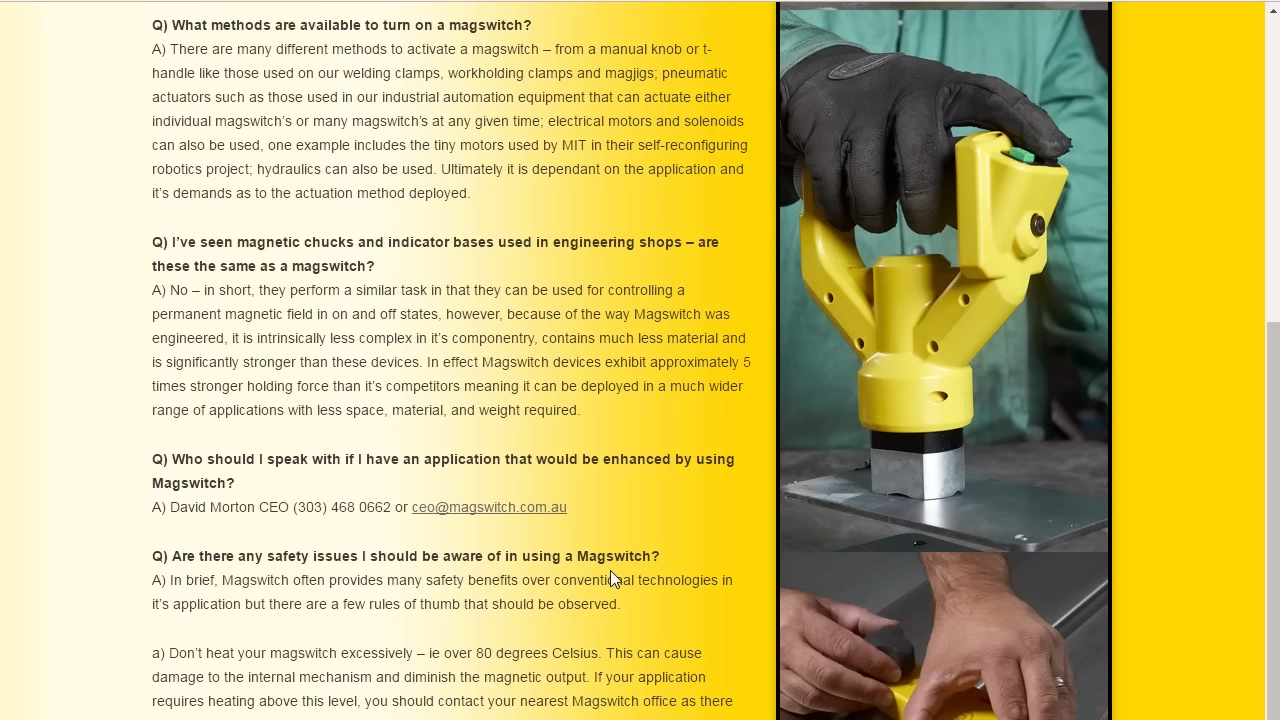 Q) What methods are available to turn on a magswitch?
A) There are many different methods to activate a magswitch – from a manual knob or t-
handle like those used on our welding clamps, workholding clamps and magjigs; pneumatic
actuators such as those used in our industrial automation equipment that can actuate either
individual magswitch’s or many magswitch’s at any given time; electrical motors and solenoids
can also be used, one example includes the tiny motors used by MIT in their self-reconfiguring
robotics project; hydraulics can also be used. Ultimately it is dependant on the application and
it’s demands as to the actuation method deployed.
Q) I’ve seen magnetic chucks and indicator bases used in engineering shops – are
these the same as a magswitch?
A) No – in short, they perform a similar task in that they can be used for controlling a
permanent magnetic field in on and off states, however, because of the way Magswitch was
engineered, it is intrinsically less complex in it’s componentry, contains much less material and
is significantly stronger than these devices. In effect Magswitch devices exhibit approximately 5
times stronger holding force than it’s competitors meaning it can be deployed in a much wider
range of applications with less space, material, and weight required.
Q) Who should I speak with if I have an application that would be enhanced by using
Magswitch?
A) David Morton CEO (303) 468 0662 or ceo@magswitch.com.au
Q) Are there any safety issues I should be aware of in using a Magswitch?
A) In brief, Magswitch often provides many safety benefits over conventional technologies in
it’s application but there are a few rules of thumb that should be observed.
a) Don’t heat your magswitch excessively – ie over 80 degrees Celsius. This can cause
damage to the internal mechanism and diminish the magnetic output. If your application
requires heating above this level, you should contact your nearest Magswitch office as there